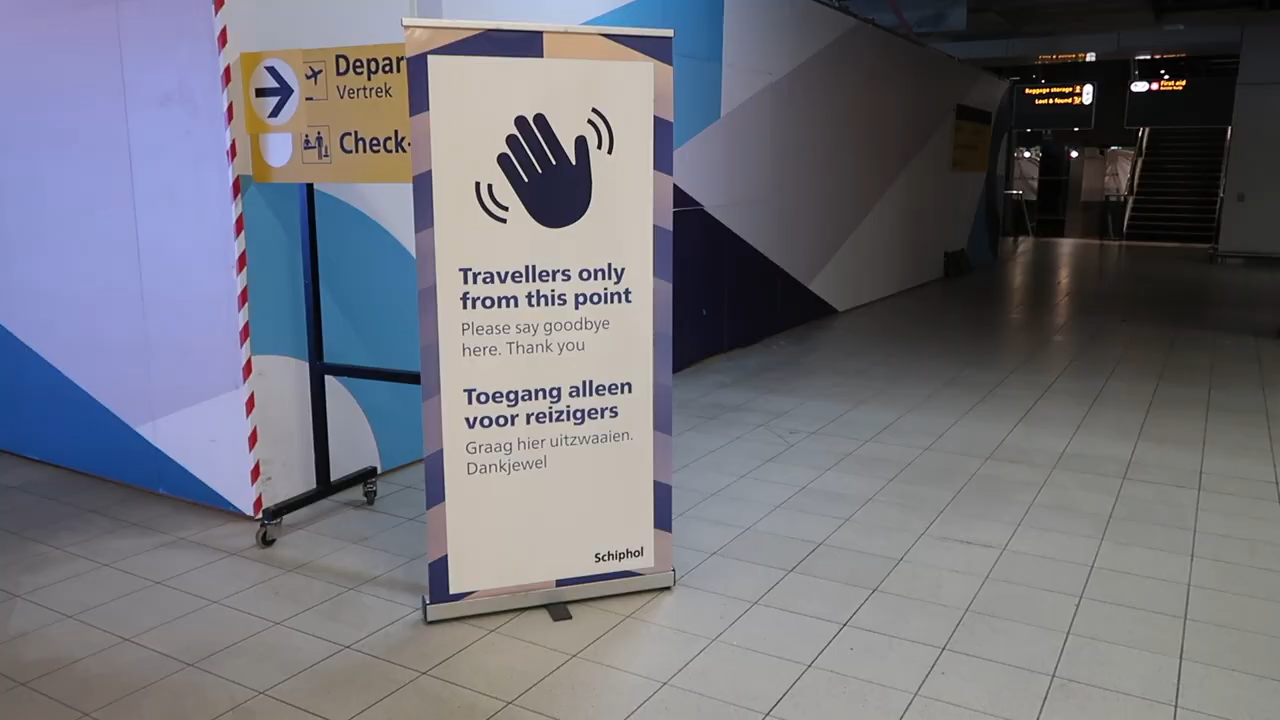 Depar
Vertrek
Check-
Travellers only
from this point
Please say goodbye
here. Thank you
Toegang alleen
voor reizigers
Graag hier uitzwaaien.
Dankjewel
Schiphol
Baggage storage
Lost & found
First aid